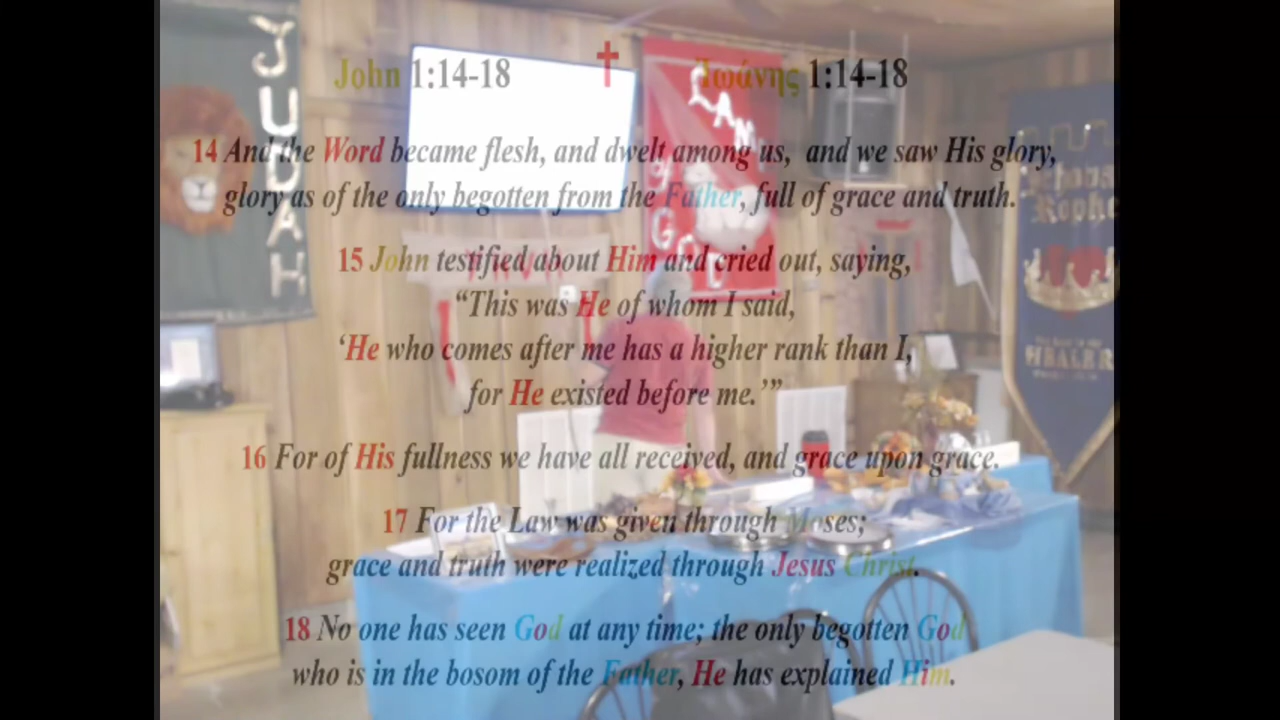 John 1:14-18 ✝ Ἰωάνης 1:14-18
14 And the Word became flesh, and dwelt among us, and we saw His glory,
glory as of the only begotten from the Father, full of grace and truth.
15 John testified about Him and cried out, saying,
“This was He of whom I said,
‘He who comes after me has a higher rank than I,
for He existed before me.’”
16 For of His fullness we have all received, and grace upon grace.
17 For the Law was given through Moses;
grace and truth were realized through Jesus Christ.
18 No one has seen God at any time; the only begotten God
who is in the bosom of the Father, He has explained Him.
JUDAH
LAMB
OF
GOD
HEALER